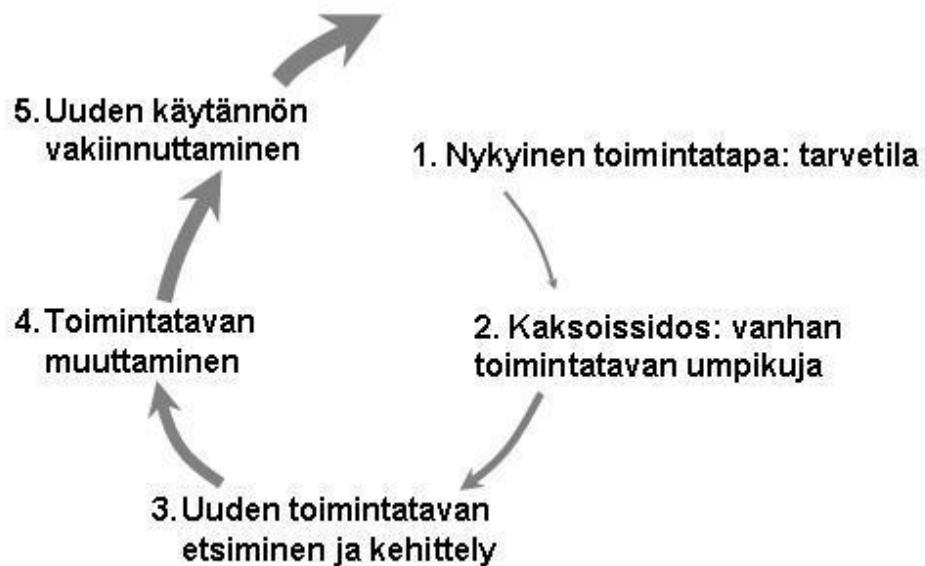 1. Nykyinen toimintatapa: tarvetila
2. Kaksoissidos: vanhan
toimintatavan umpikuja
3. Uuden toimintatavan
etsiminen ja kehittely
4. Toimintatavan
muuttaminen
5. Uuden käytännön
vakiinnuttaminen